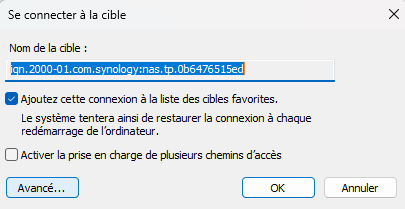 Se connecter à la cible
Nom de la cible :
iqn.2000-01.com.synology:nas.tp.0b6476515ed
Ajoutez cette connexion à la liste des cibles favorites.
Le système tentera ainsi de restaurer la connexion à chaque
redémarrage de l'ordinateur.
Activer la prise en charge de plusieurs chemins d'accès
Avancé... OK Annuler